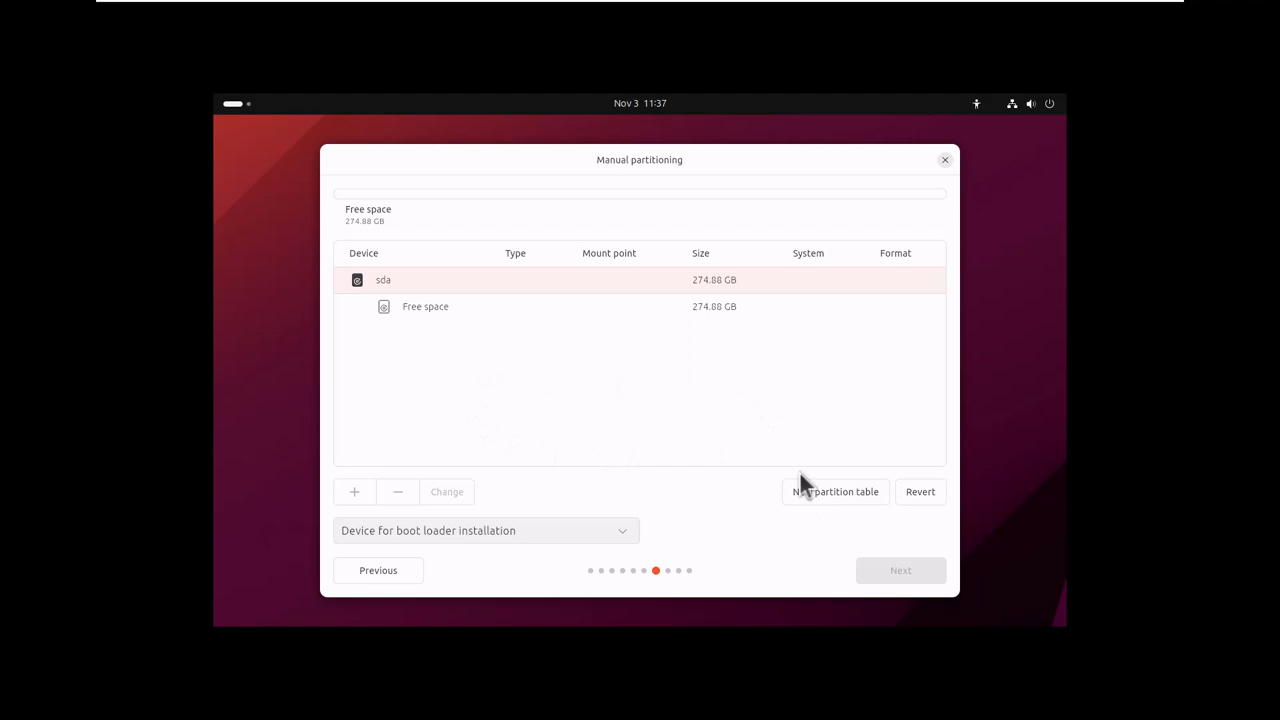 Nov 3 11:37
Manual partitioning
Free space
274.88 GB
Device Type Mount point Size System Format
sda 274.88 GB
Free space 274.88 GB
+ − Change partition table Revert
Device for boot loader installation
Previous Next